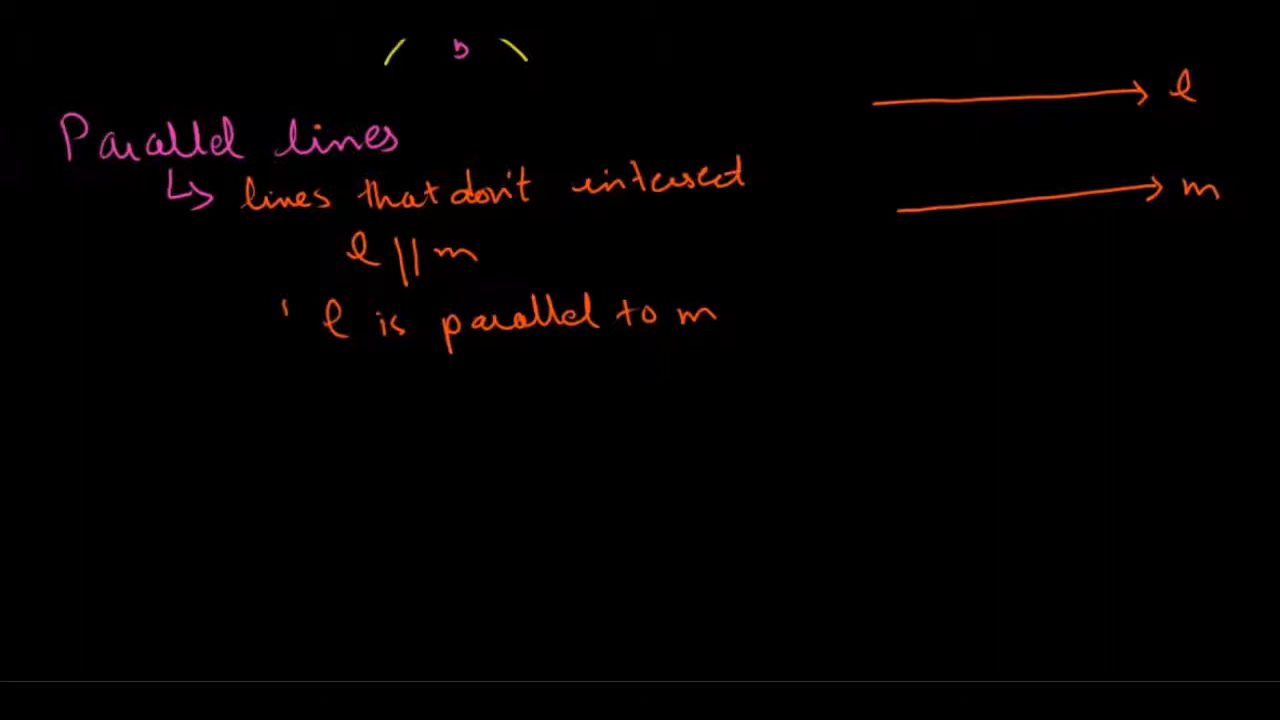 Parallel lines
↳ lines that don't intersect
l || m
' l is parallel to m
l
m